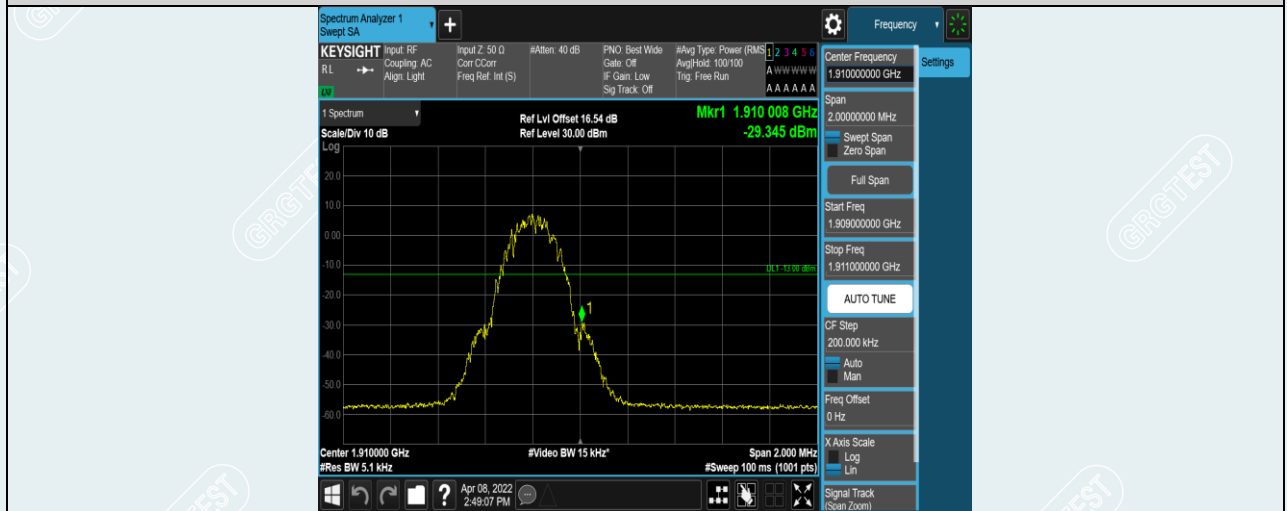 Spectrum Analyzer 1
Swept SA
+
Frequency
KEYSIGHT
RL
LXI
Input: RF
Coupling: AC
Align: Light
Input Z: 50 Ω
Corr CCorr
Freq Ref: Int (S)
#Atten: 40 dB
PNO: Best Wide
Gate: Off
IF Gain: Low
Sig Track: Off
#Avg Type: Power (RMS
Avg|Hold: 100/100
Trig: Free Run
1 2 3 4 5 6
A W W W W W
A A A A A A
1 Spectrum
Scale/Div 10 dB
Log
Ref Lvl Offset 16.54 dB
Ref Level 30.00 dBm
Mkr1 1.910 008 GHz
-29.345 dBm
20.0
10.0
0.00
-10.0
-20.0
-30.0
-40.0
-50.0
-60.0
DL1 -13.00 dBm
1
Center 1.910000 GHz
#Res BW 5.1 kHz
#Video BW 15 kHz*
Span 2.000 MHz
#Sweep 100 ms (1001 pts)
Apr 08, 2022
2:49:07 PM
?
Center Frequency
1.910000000 GHz
Settings
Span
2.00000000 MHz
Swept Span
Zero Span
Full Span
Start Freq
1.909000000 GHz
Stop Freq
1.911000000 GHz
AUTO TUNE
CF Step
200.000 kHz
Auto
Man
Freq Offset
0 Hz
X Axis Scale
Log
Lin
Signal Track
(Span Zoom)
GRGTEST
GRGTEST
GRGTEST